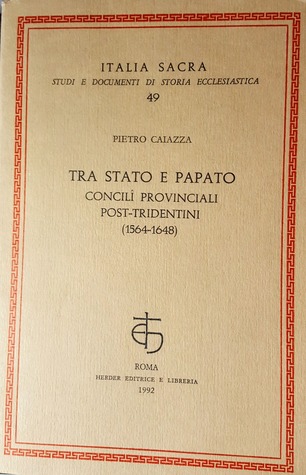 ITALIA SACRA
STUDI E DOCUMENTI DI STORIA ECCLESIASTICA
49
PIETRO CAIAZZA
TRA STATO E PAPATO
CONCILÎ PROVINCIALI
POST-TRIDENTINI
(1564-1648)
ROMA
HERDER EDITRICE E LIBRERIA
1992